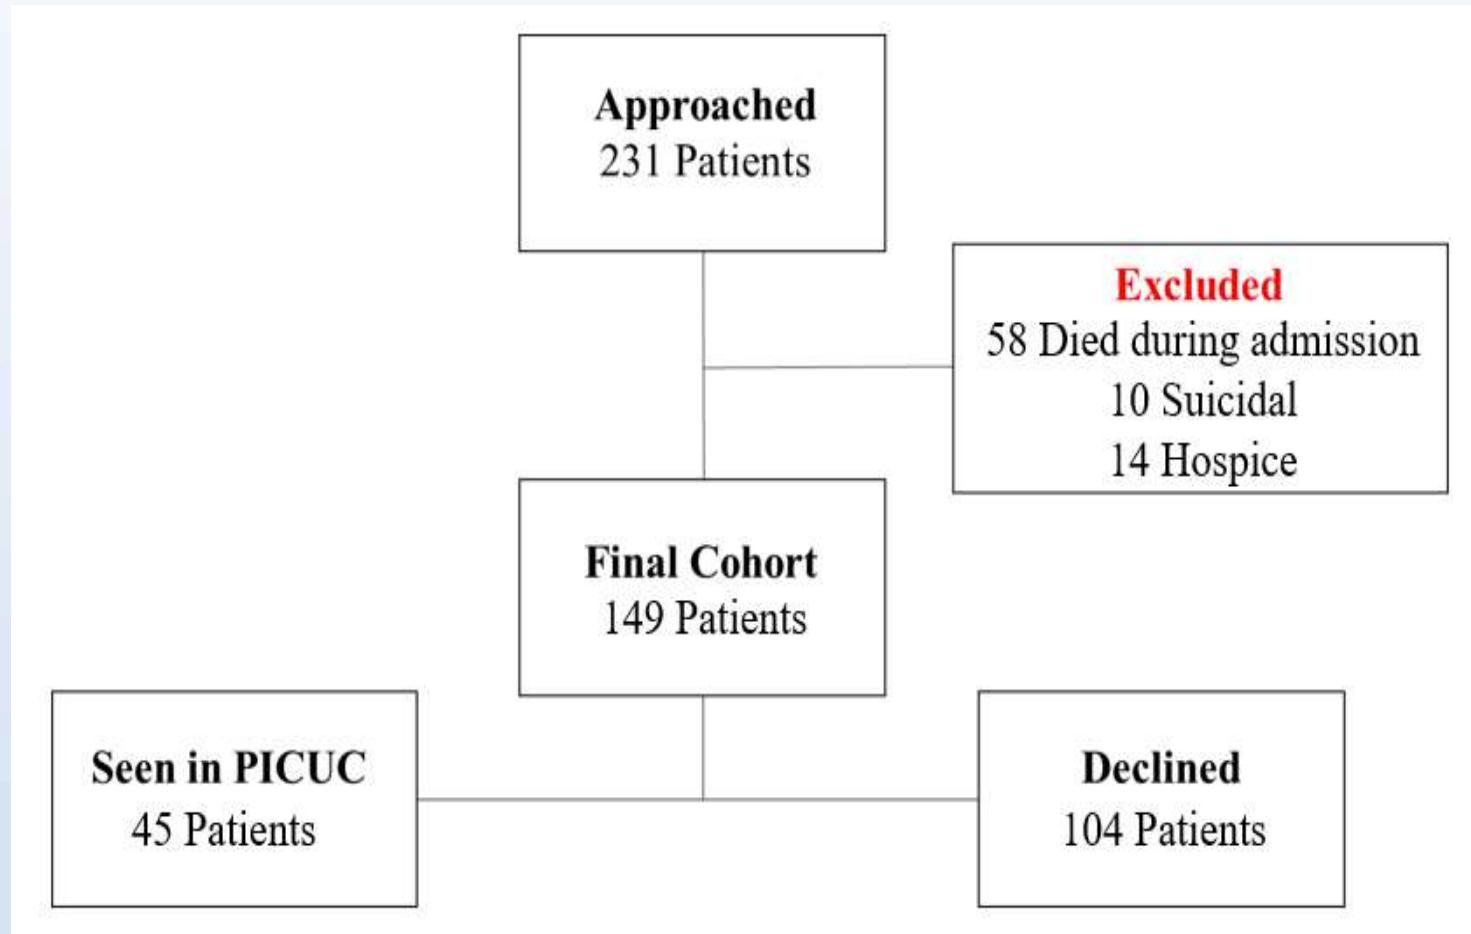 Approached
231 Patients
Excluded
58 Died during admission
10 Suicidal
14 Hospice
Final Cohort
149 Patients
Seen in PICUC
45 Patients
Declined
104 Patients